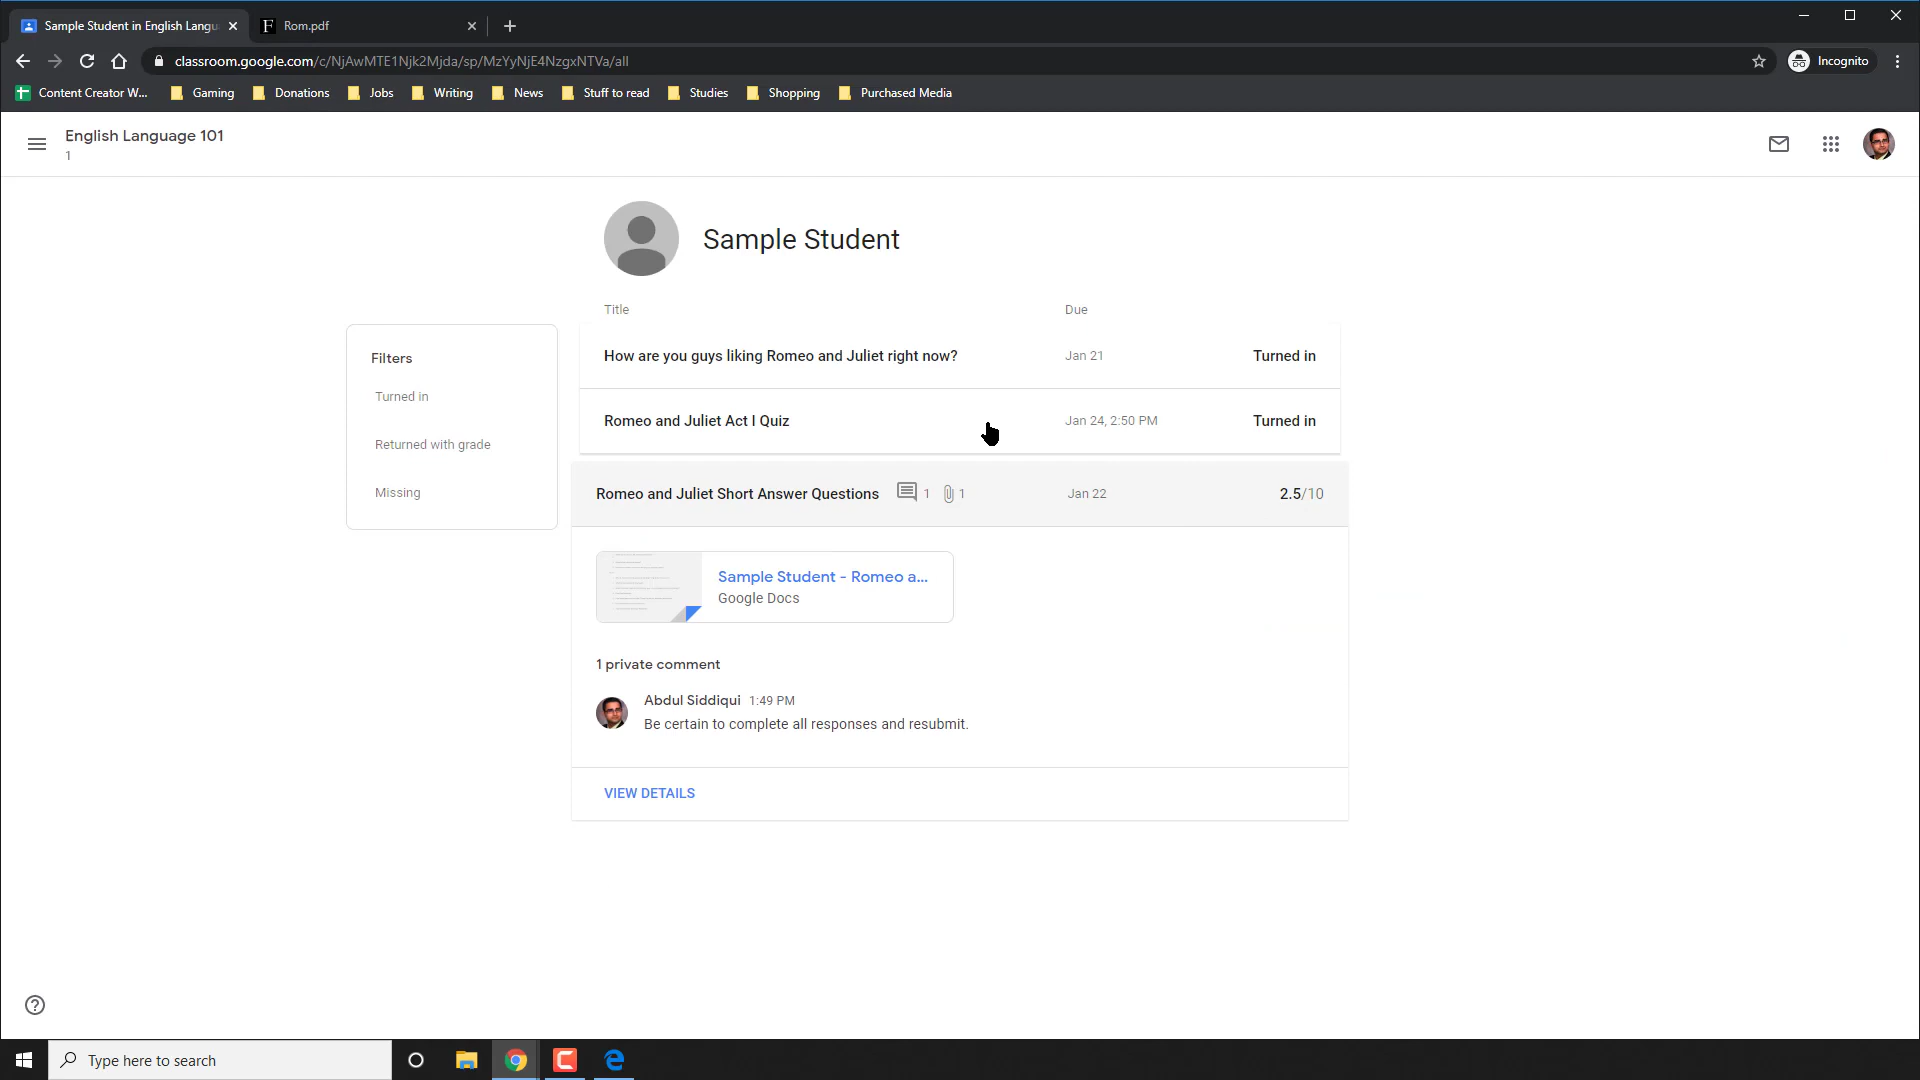 Sample Student in English Langu
Rom.pdf
classroom.google.com/c/NjAwMTE1Njk2Mjda/sp/MzYyNjE4NzgxNTVa/all
Incognito
Content Creator W...
Gaming
Donations
Jobs
Writing
News
Stuff to read
Studies
Shopping
Purchased Media
English Language 101
1
Sample Student
Title
Due
Filters
Turned in
Returned with grade
Missing
How are you guys liking Romeo and Juliet right now?
Jan 21
Turned in
Romeo and Juliet Act I Quiz
Jan 24, 2:50 PM
Turned in
Romeo and Juliet Short Answer Questions
1
1
Jan 22
2.5/10
Sample Student - Romeo a...
Google Docs
1 private comment
Abdul Siddiqui 1:49 PM
Be certain to complete all responses and resubmit.
VIEW DETAILS
Type here to search